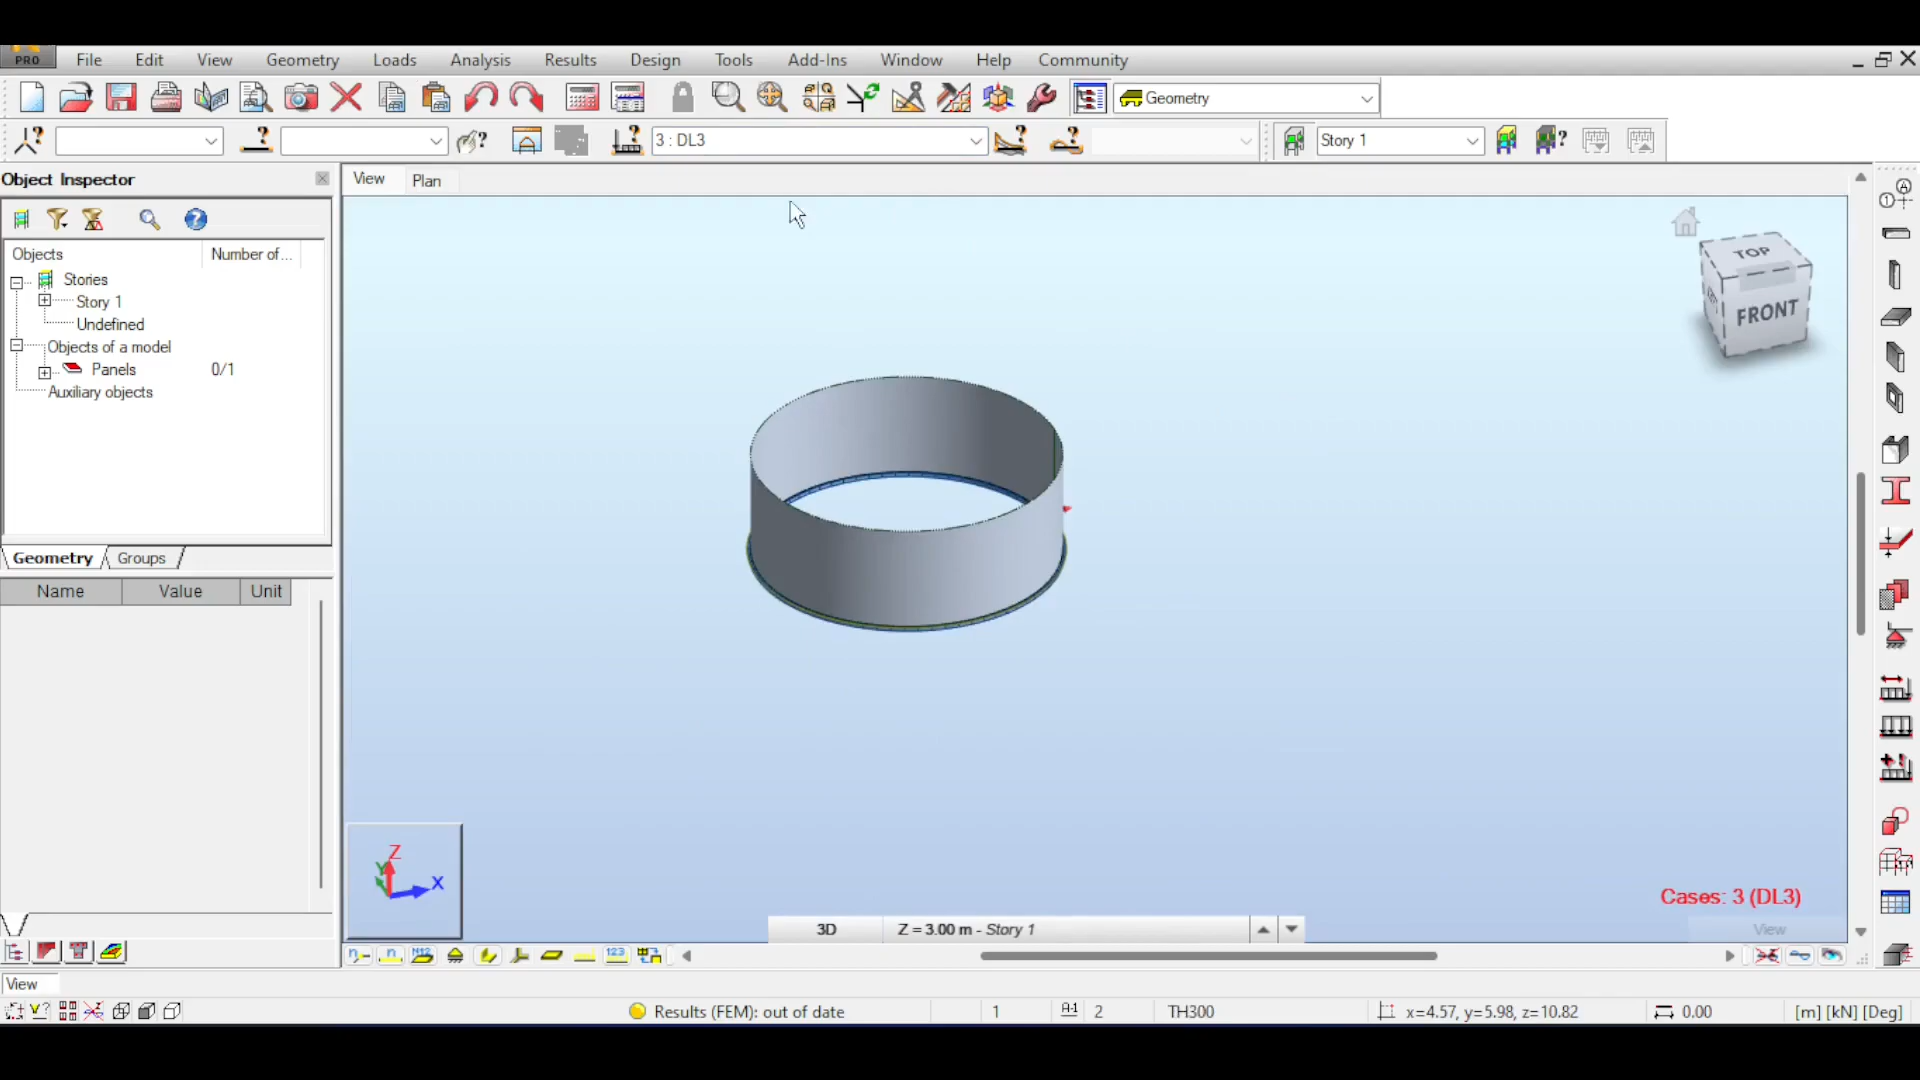 PRO File Edit View Geometry Loads Analysis Results Design Tools Add-Ins Window Help Community
Geometry
3 : DL3 Story 1
Object Inspector
View Plan
Objects Number of...
Stories
Story 1
Undefined
Objects of a model
Panels 0/1
Auxiliary objects
TOP
FRONT
Geometry Groups
Name Value Unit
Z
Y
X
Cases: 3 (DL3)
3D Z = 3.00 m - Story 1
View
View
Results (FEM): out of date 1 2 TH300 x=4.57, y=5.98, z=10.82 0.00 [m] [kN] [Deg]